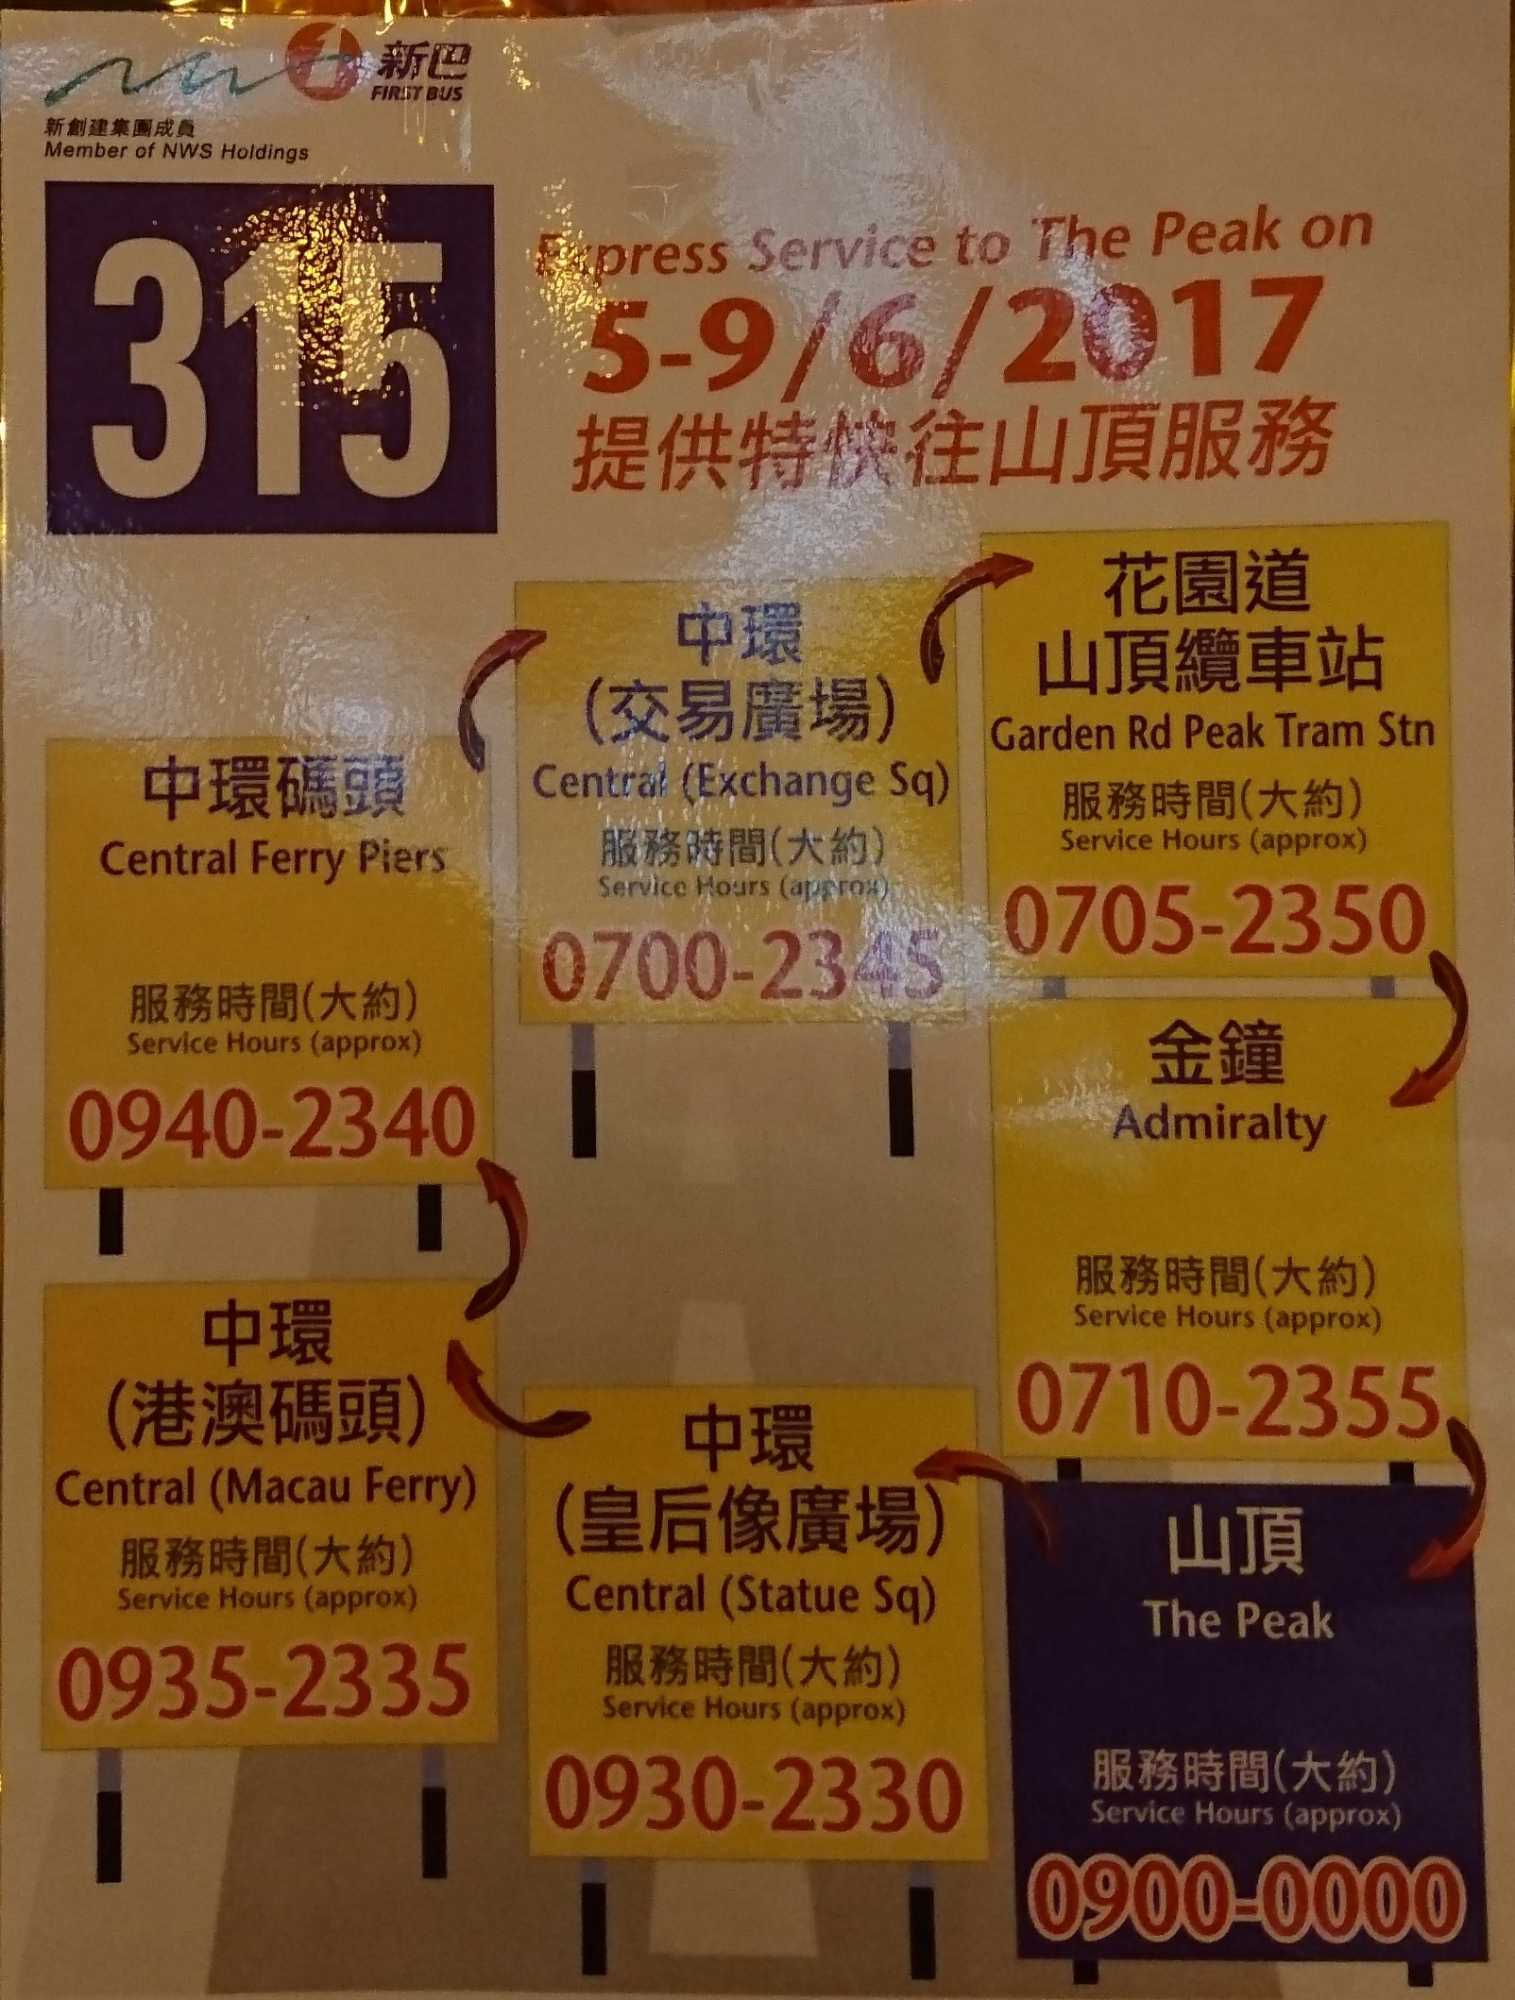 新巴
FIRST BUS
新創建集團成員
Member of NWS Holdings
315
Express Service to The Peak on
5-9/6/2017
提供特快往山頂服務
中環碼頭
Central Ferry Piers
服務時間(大約)
Service Hours (approx)
0940-2340
中環
(交易廣場)
Central (Exchange Sq)
服務時間(大約)
Service Hours (approx)
0700-2345
花園道
山頂纜車站
Garden Rd Peak Tram Stn
服務時間(大約)
Service Hours (approx)
0705-2350
金鐘
Admiralty
服務時間(大約)
Service Hours (approx)
0710-2355
山頂
The Peak
服務時間(大約)
Service Hours (approx)
0900-0000
中環
(皇后像廣場)
Central (Statue Sq)
服務時間(大約)
Service Hours (approx)
0930-2330
中環
(港澳碼頭)
Central (Macau Ferry)
服務時間(大約)
Service Hours (approx)
0935-2335